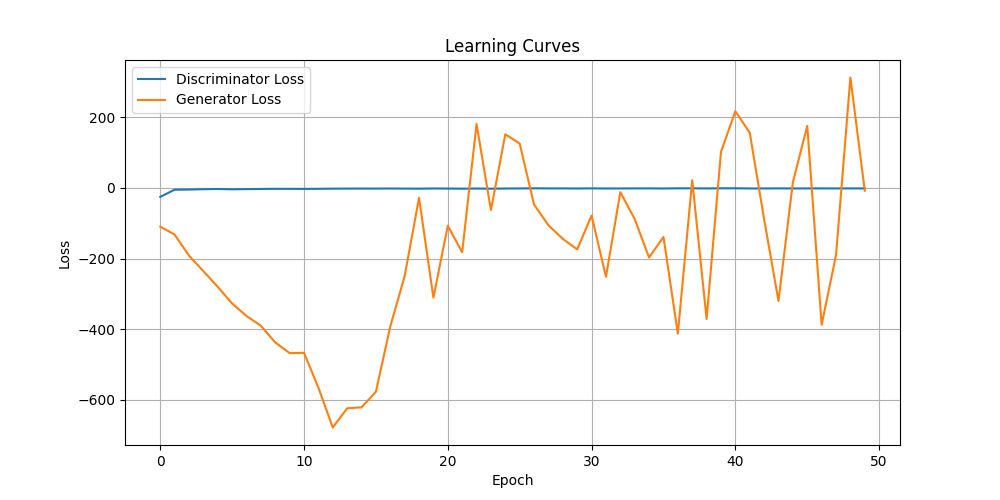 Learning Curves
Discriminator Loss
Generator Loss
200
0
−200
−400
−600
Loss
0 10 20 30 40 50
Epoch